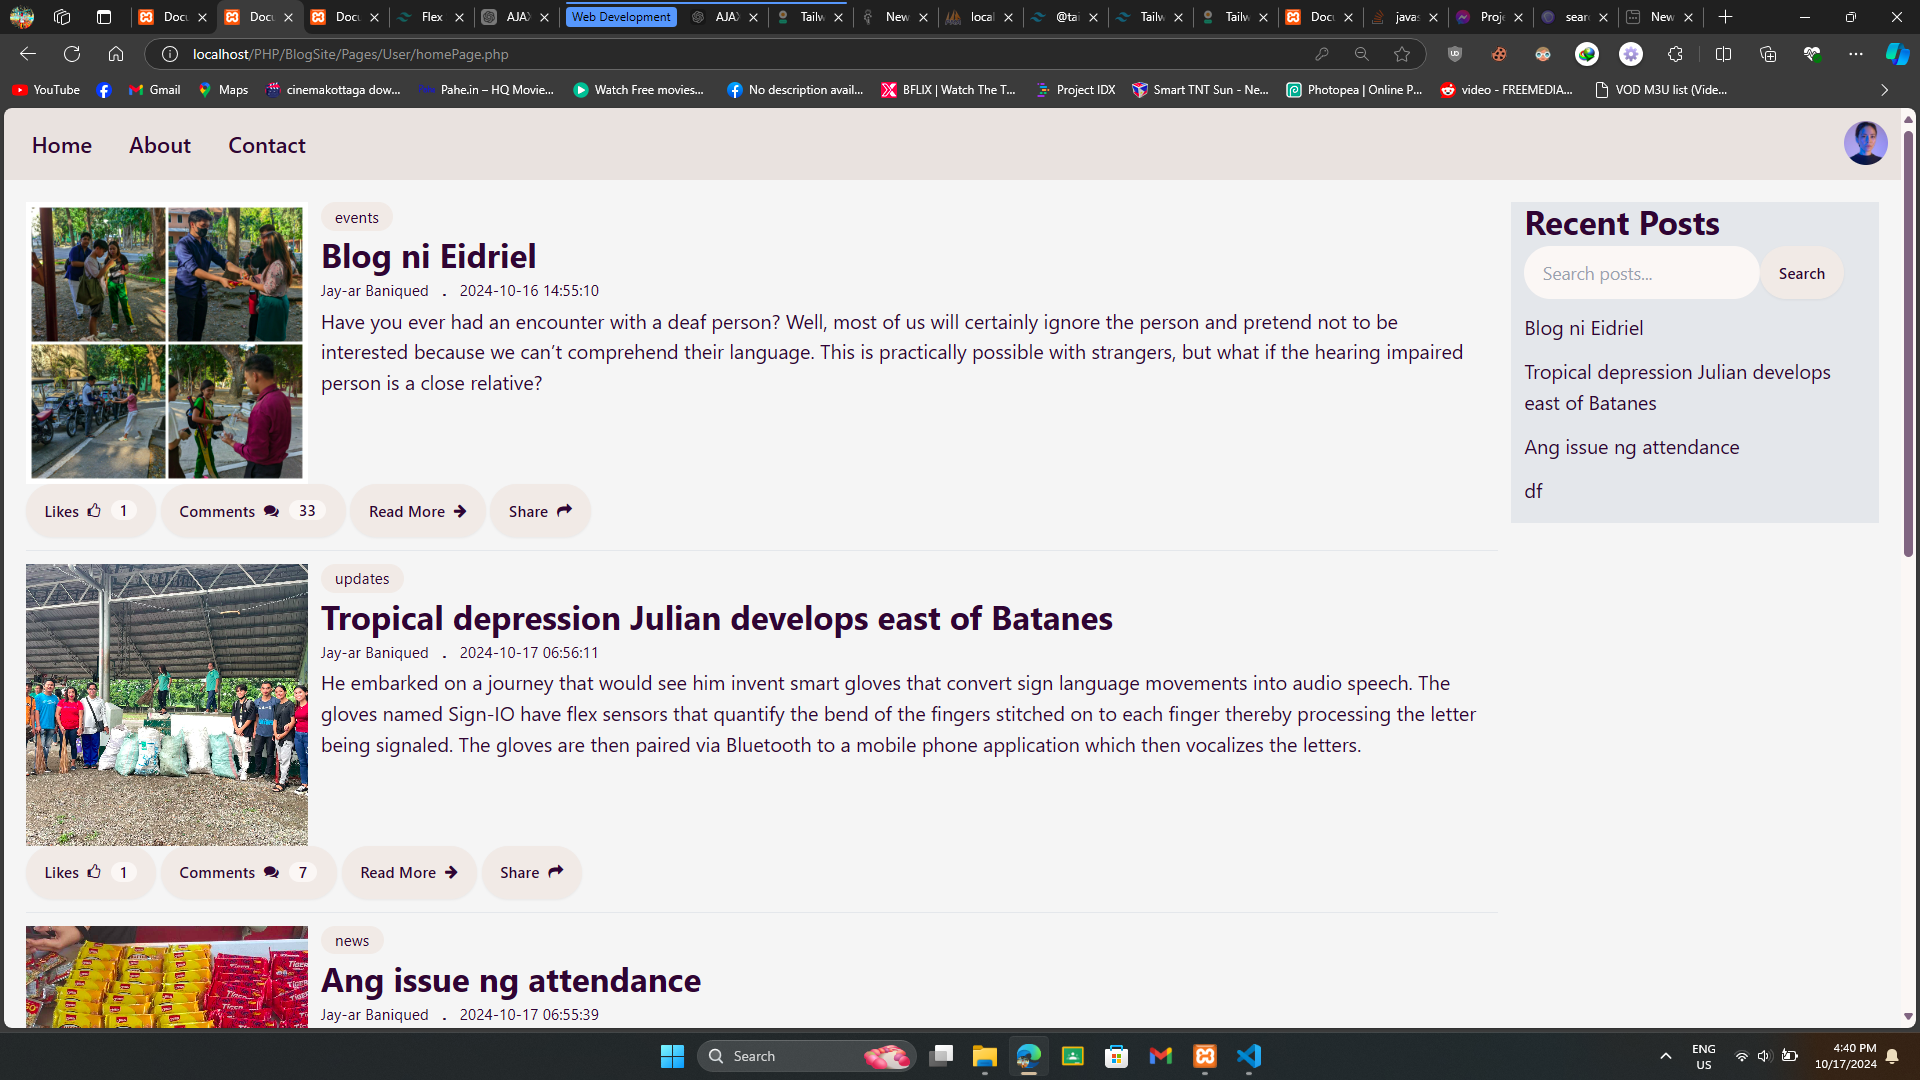 Docu
Docu
Docu
Flex
AJA
Web Development
AJA
Tailw
New
local
@tai
Tailw
Tailw
Docu
javas
Proje
sear
New
localhost/PHP/BlogSite/Pages/User/homePage.php
YouTube
Gmail
Maps
cinemakottaga dow...
Pahe.in – HQ Movie...
Watch Free movies...
No description avail...
BFLIX | Watch The T...
Project IDX
Smart TNT Sun - Ne...
Photopea | Online P...
video - FREEMEDIA...
VOD M3U list (Vide...
Home
About
Contact
events
Blog ni Eidriel
Jay-ar Baniqued . 2024-10-16 14:55:10
Have you ever had an encounter with a deaf person? Well, most of us will certainly ignore the person and pretend not to be
interested because we can’t comprehend their language. This is practically possible with strangers, but what if the hearing impaired
person is a close relative?
Likes 1
Comments 33
Read More
Share
updates
Tropical depression Julian develops east of Batanes
Jay-ar Baniqued . 2024-10-17 06:56:11
He embarked on a journey that would see him invent smart gloves that convert sign language movements into audio speech. The
gloves named Sign-IO have flex sensors that quantify the bend of the fingers stitched on to each finger thereby processing the letter
being signaled. The gloves are then paired via Bluetooth to a mobile phone application which then vocalizes the letters.
Likes 1
Comments 7
Read More
Share
news
Ang issue ng attendance
Jay-ar Baniqued . 2024-10-17 06:55:39
Recent Posts
Search posts...
Search
Blog ni Eidriel
Tropical depression Julian develops
east of Batanes
Ang issue ng attendance
df
Search
ENG
US
4:40 PM
10/17/2024